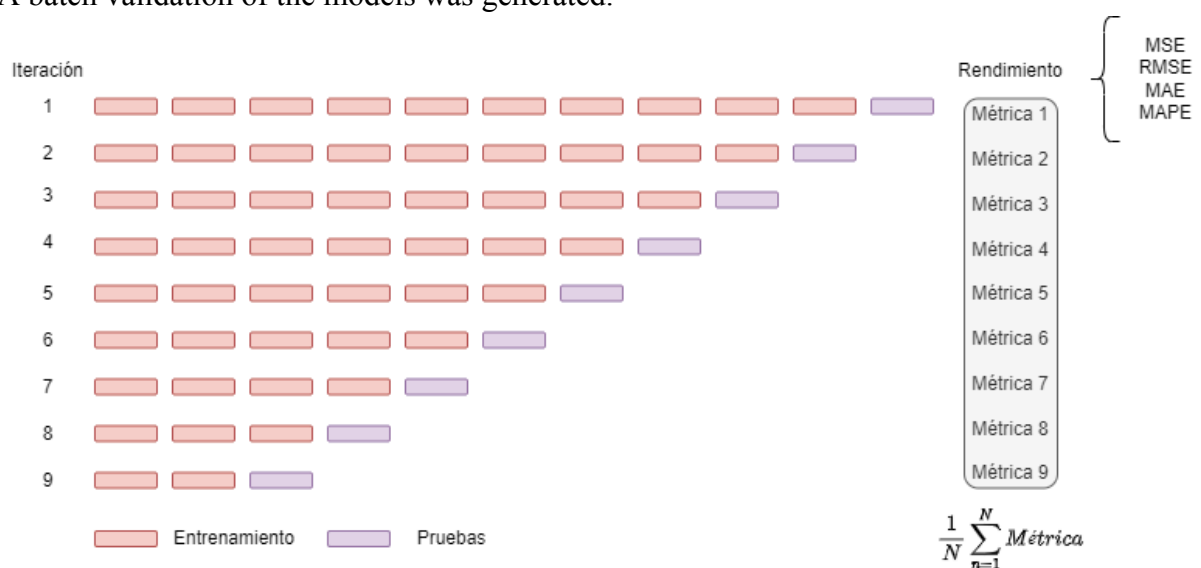 A batch validation of the models was generated.
Iteración
Rendimiento
MSE
RMSE
MAE
MAPE
1
Métrica 1
2
Métrica 2
3
Métrica 3
4
Métrica 4
5
Métrica 5
6
Métrica 6
7
Métrica 7
8
Métrica 8
9
Métrica 9
Entrenamiento
Pruebas
1/N ∑_{n=1}^{N} Métrica